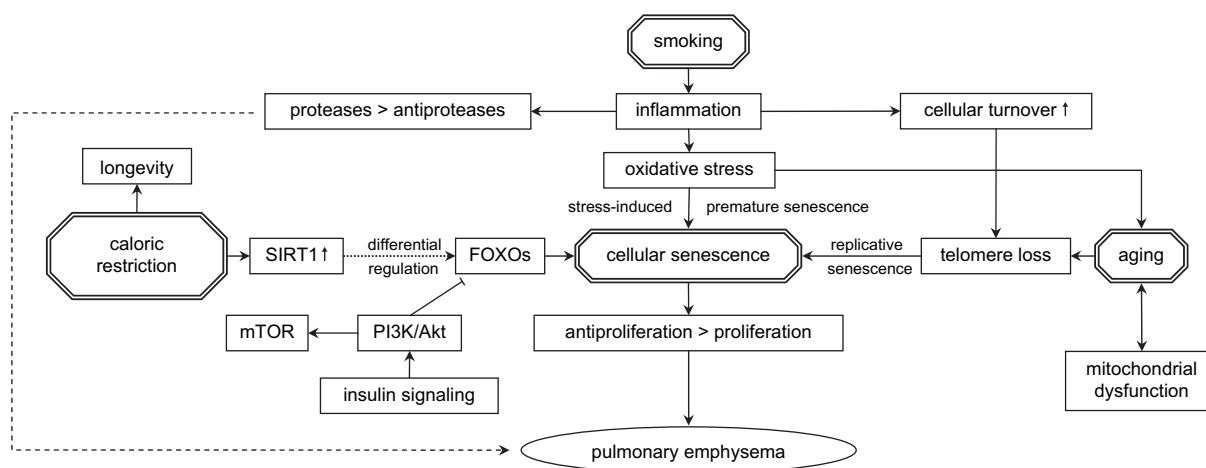 smoking
proteases > antiproteases
inflammation
cellular turnover ↑
longevity
oxidative stress
stress-induced
premature senescence
caloric
restriction
SIRT1↑
differential
regulation
FOXOs
cellular senescence
replicative
senescence
telomere loss
aging
mTOR
PI3K/Akt
antiproliferation > proliferation
insulin signaling
mitochondrial
dysfunction
pulmonary emphysema